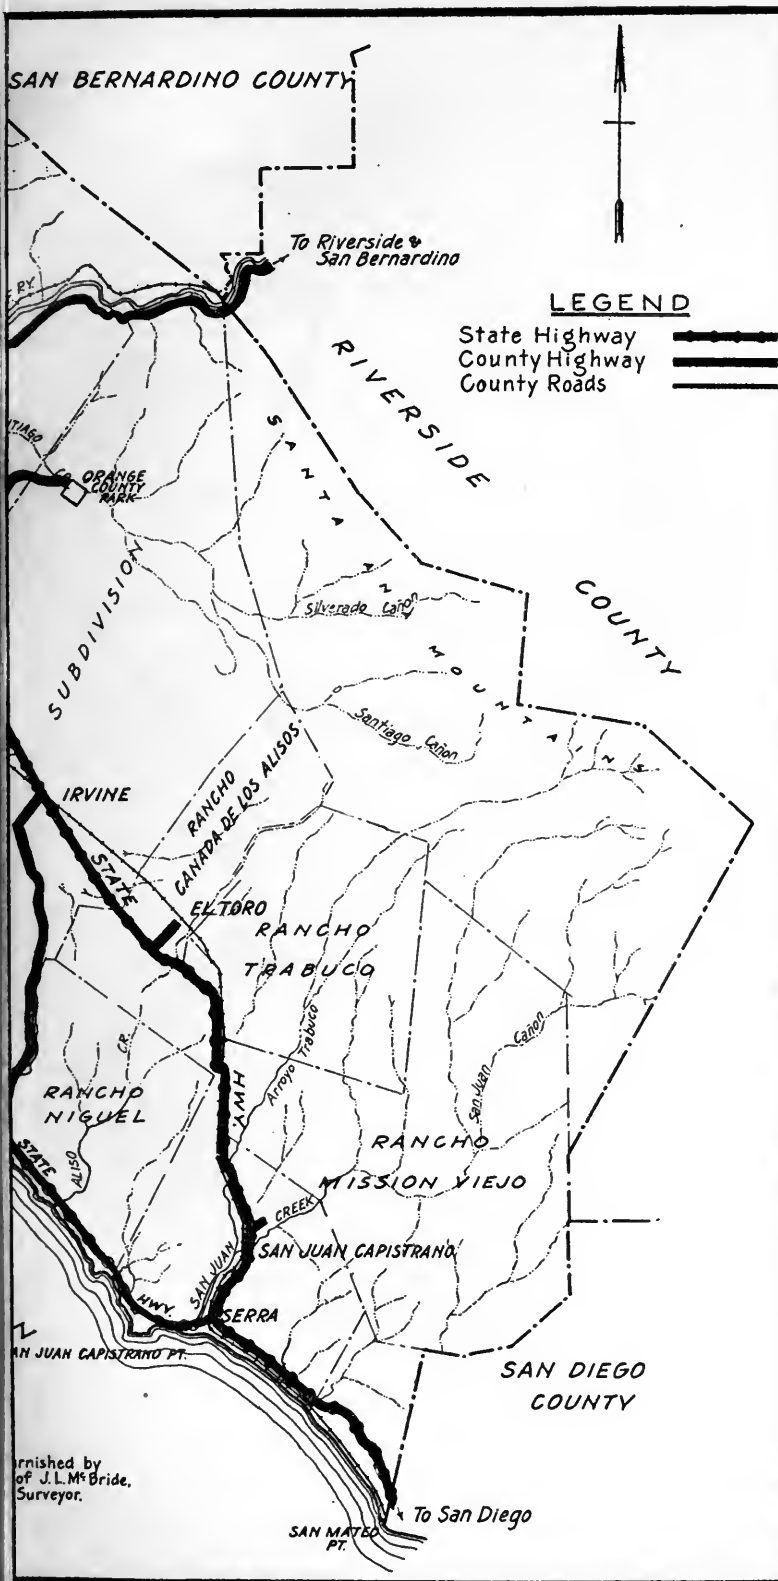 SAN BERNARDINO COUNTY
To Riverside &
San Bernardino
RY.
LEGEND
State Highway
County Highway
County Roads
RIVERSIDE
COUNTY
SANTA ANA
MOUNTAINS
TIAGO
CR.
ORANGE
COUNTY
PARK
SUBDIVISION
Silverado Cañon
Santiago Cañon
IRVINE
RANCHO
CANADA DE LOS ALISOS
STATE
HWY.
EL TORO
RANCHO
TRABUCO
Arroyo Trabuco
San Juan Cañon
RANCHO
NIGUEL
ALISO
CR.
STATE
HWY.
RANCHO
MISSION VIEJO
SAN JUAN
CREEK
SAN JUAN CAPISTRANO
SERRA
AN JUAN CAPISTRANO PT.
SAN DIEGO
COUNTY
urnished by
of J.L. McBride,
Surveyor.
To San Diego
SAN MATEO
PT.